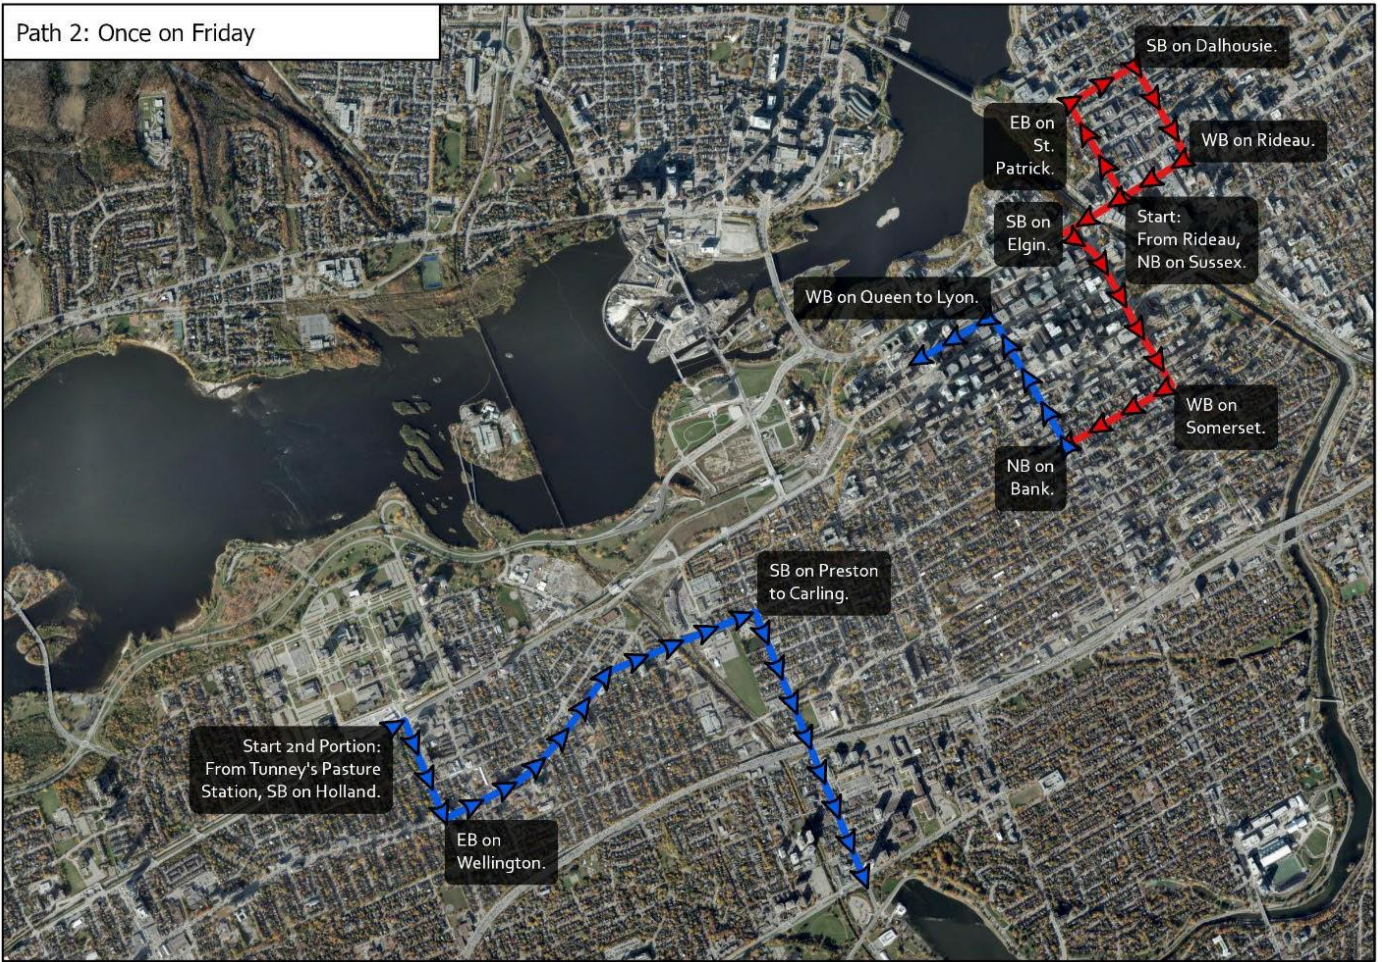 Path 2: Once on Friday
SB on Dalhousie.
EB on
St.
Patrick.
WB on Rideau.
SB on
Elgin.
Start:
From Rideau,
NB on Sussex.
WB on Queen to Lyon.
WB on
Somerset.
NB on
Bank.
SB on Preston
to Carling.
Start 2nd Portion:
From Tunney's Pasture
Station, SB on Holland.
EB on
Wellington.